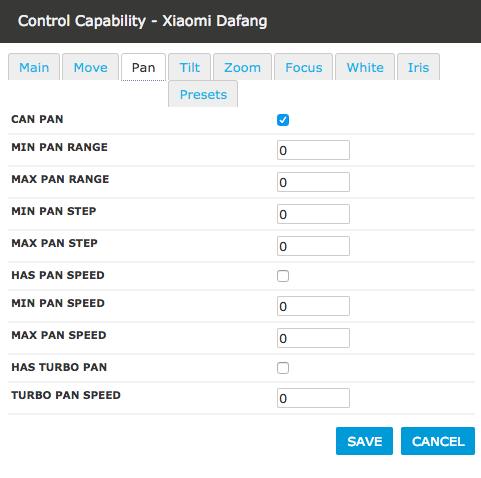 Control Capability - Xiaomi Dafang
Main Move Pan Tilt Zoom Focus White Iris
Presets
CAN PAN
MIN PAN RANGE 0
MAX PAN RANGE 0
MIN PAN STEP 0
MAX PAN STEP 0
HAS PAN SPEED
MIN PAN SPEED 0
MAX PAN SPEED 0
HAS TURBO PAN
TURBO PAN SPEED 0
SAVE CANCEL